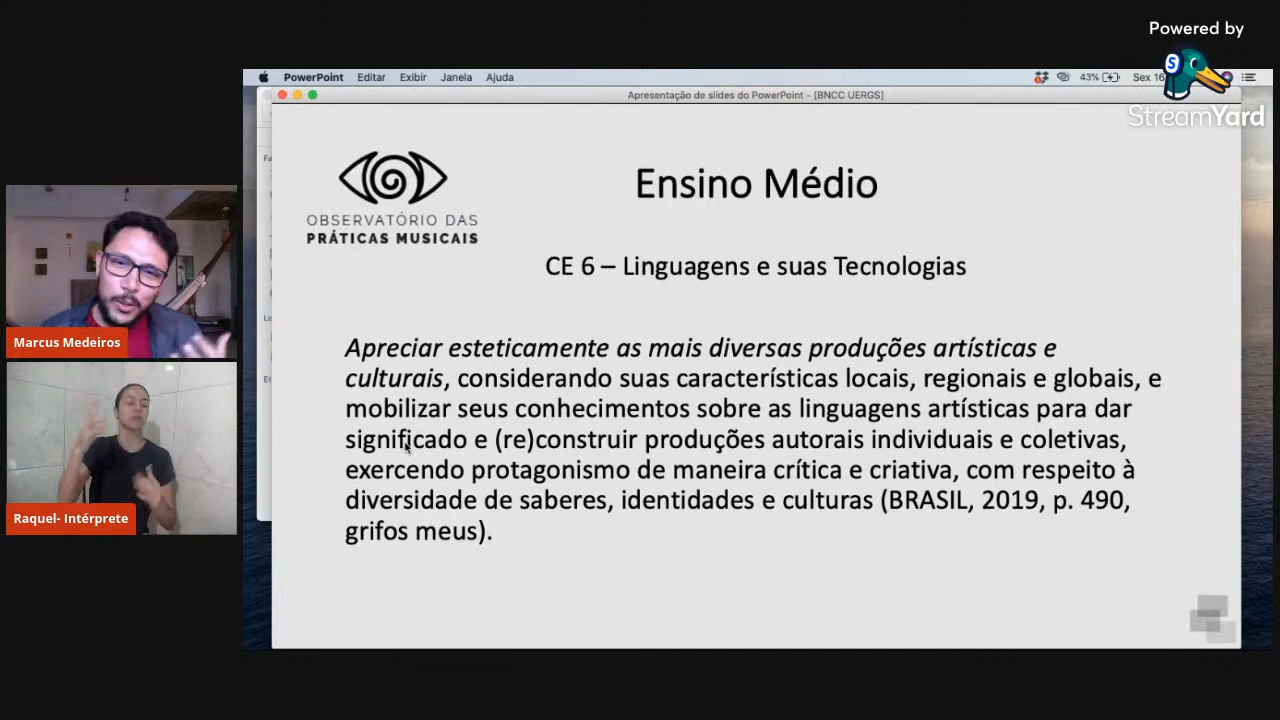 Powered by
StreamYard
PowerPoint Editar Exibir Janela Ajuda
43%
Sex 16
Apresentação de slides do PowerPoint - [BNCC UERGS]
OBSERVATÓRIO DAS
PRÁTICAS MUSICAIS
Ensino Médio
CE 6 – Linguagens e suas Tecnologias
Apreciar esteticamente as mais diversas produções artísticas e
culturais, considerando suas características locais, regionais e globais, e
mobilizar seus conhecimentos sobre as linguagens artísticas para dar
significado e (re)construir produções autorais individuais e coletivas,
exercendo protagonismo de maneira crítica e criativa, com respeito à
diversidade de saberes, identidades e culturas (BRASIL, 2019, p. 490,
grifos meus).
Marcus Medeiros
Raquel- Intérprete